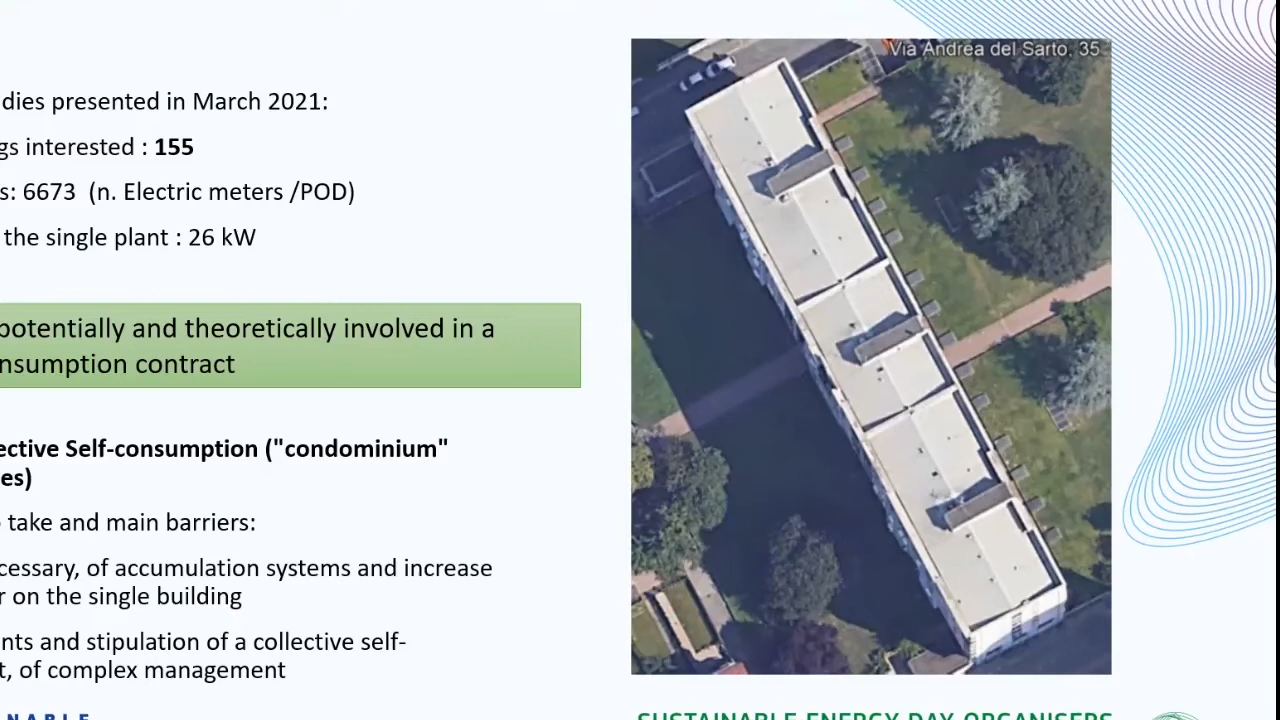 dies presented in March 2021:
gs interested : 155
s: 6673 (n. Electric meters /POD)
the single plant : 26 kW
potentially and theoretically involved in a
nsumption contract
ective Self-consumption ("condominium"
es)
take and main barriers:
cessary, of accumulation systems and increase
r on the single building
nts and stipulation of a collective self-
t, of complex management
Via Andrea del Sarto, 35
NABLE
SUSTAINABLE ENERGY DAY ORGANISERS